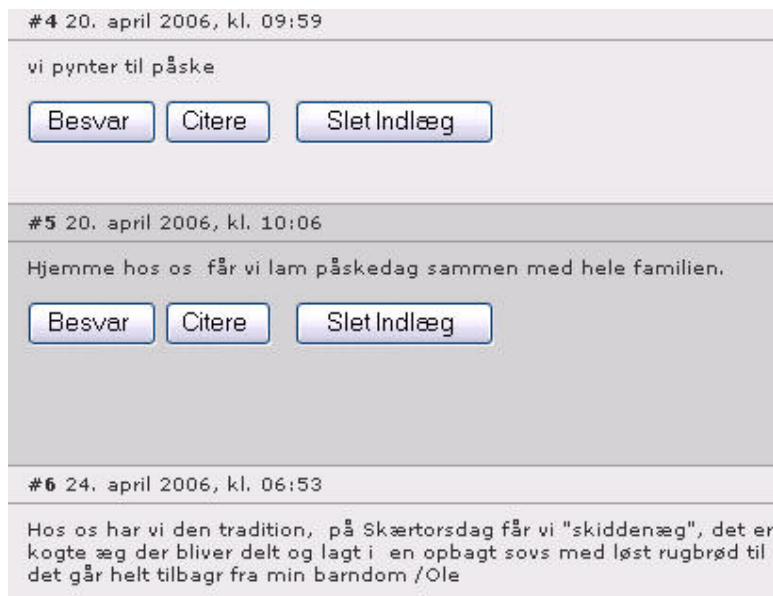 #4 20. april 2006, kl. 09:59
vi pynter til påske
Besvar Citere Slet Indlæg
#5 20. april 2006, kl. 10:06
Hjemme hos os får vi lam påskedag sammen med hele familien.
Besvar Citere Slet Indlæg
#6 24. april 2006, kl. 06:53
Hos os har vi den tradition, på Skærtorsdag får vi "skiddenæg", det er
kogte æg der bliver delt og lagt i en opbagt sovs med løst rugbrød til
det går helt tilbagr fra min barndom /Ole